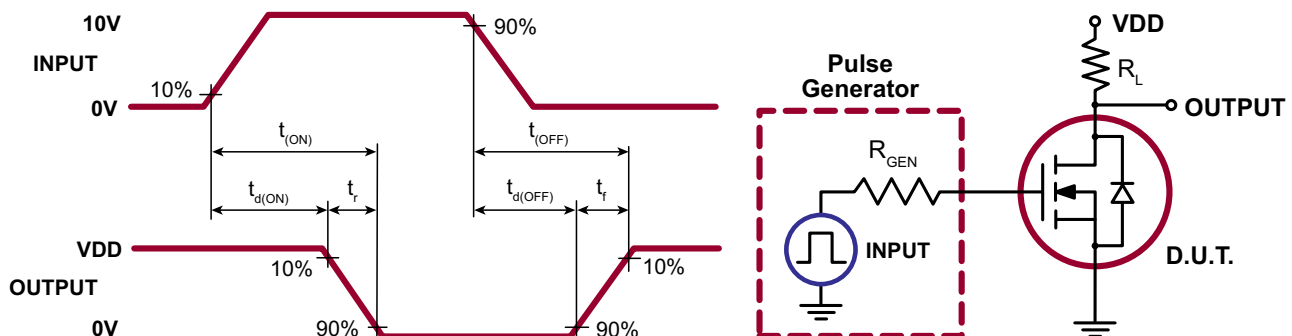 10V
INPUT
10%
0V
90%
t(ON)
t(OFF)
td(ON)
tr
td(OFF)
tf
VDD
OUTPUT
0V
10%
90%
90%
10%
Pulse
Generator
RGEN
INPUT
VDD
RL
OUTPUT
D.U.T.